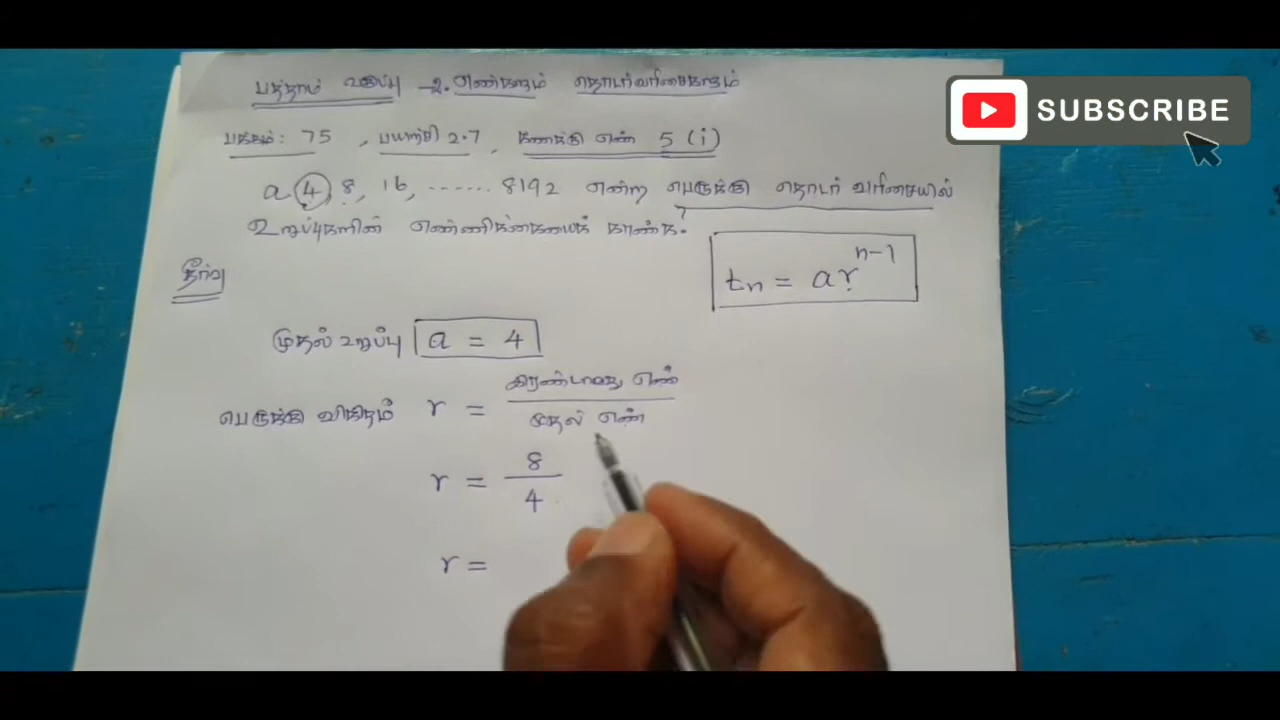 பத்தாம் வகுப்பு -2. எண்களும் தொடர்வரிசைகளும்
SUBSCRIBE
பக்கம்: 75 , பயிற்சி 2.7 , கணக்கு எண் 5 (i)
a 4, 8, 16, ...... 8192 என்ற பெருக்கு தொடர் வரிசையில்
உறுப்புகளின் எண்ணிக்கையைக் காண்க?
tn = ar^{n-1}
தீர்வு
முதல் உறுப்பு a = 4
பெருக்கு விகிதம் r = இரண்டாவது எண் / முதல் எண்
r = 8 / 4
r =